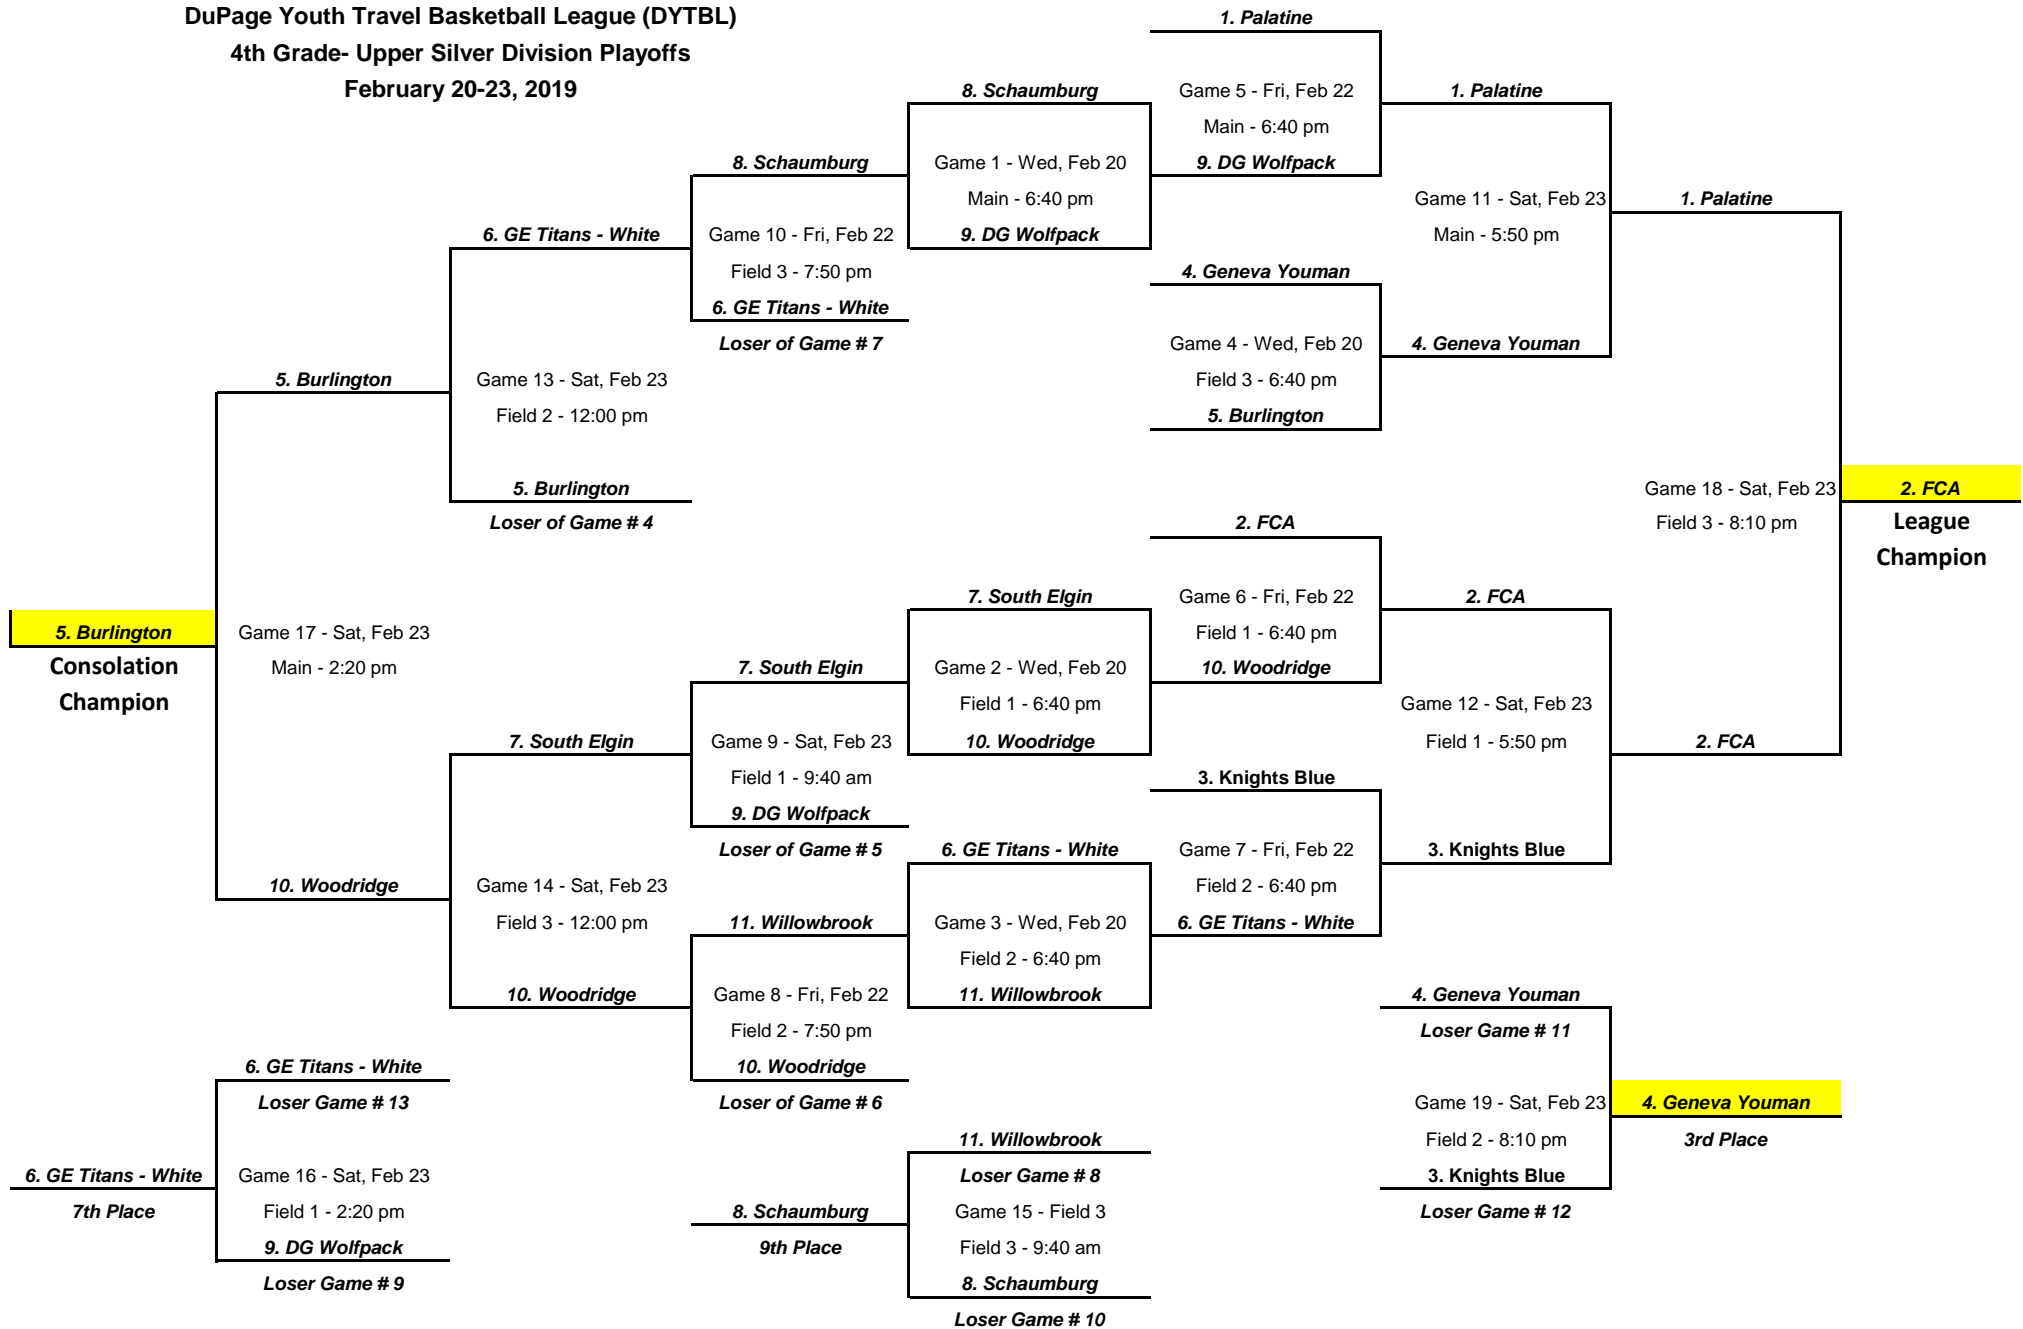 DuPage Youth Travel Basketball League (DYTBL)
4th Grade- Upper Silver Division Playoffs
February 20-23, 2019
1. Palatine
8. Schaumburg
Game 5 - Fri, Feb 22
1. Palatine
Main - 6:40 pm
8. Schaumburg
Game 1 - Wed, Feb 20
9. DG Wolfpack
Main - 6:40 pm
Game 11 - Sat, Feb 23
1. Palatine
6. GE Titans - White
Game 10 - Fri, Feb 22
9. DG Wolfpack
Main - 5:50 pm
Field 3 - 7:50 pm
4. Geneva Youman
6. GE Titans - White
Loser of Game # 7
Game 4 - Wed, Feb 20
4. Geneva Youman
5. Burlington
Game 13 - Sat, Feb 23
Field 3 - 6:40 pm
Field 2 - 12:00 pm
5. Burlington
5. Burlington
Game 18 - Sat, Feb 23
2. FCA
Loser of Game # 4
2. FCA
Field 3 - 8:10 pm
League
Champion
7. South Elgin
Game 6 - Fri, Feb 22
2. FCA
5. Burlington
Game 17 - Sat, Feb 23
Field 1 - 6:40 pm
Consolation
Main - 2:20 pm
7. South Elgin
Game 2 - Wed, Feb 20
10. Woodridge
Champion
Field 1 - 6:40 pm
Game 12 - Sat, Feb 23
7. South Elgin
Game 9 - Sat, Feb 23
10. Woodridge
Field 1 - 5:50 pm
2. FCA
Field 1 - 9:40 am
3. Knights Blue
9. DG Wolfpack
Loser of Game # 5
6. GE Titans - White
Game 7 - Fri, Feb 22
3. Knights Blue
10. Woodridge
Game 14 - Sat, Feb 23
Field 2 - 6:40 pm
Field 3 - 12:00 pm
11. Willowbrook
Game 3 - Wed, Feb 20
6. GE Titans - White
Field 2 - 6:40 pm
10. Woodridge
Game 8 - Fri, Feb 22
11. Willowbrook
4. Geneva Youman
Field 2 - 7:50 pm
Loser Game # 11
6. GE Titans - White
10. Woodridge
Loser Game # 13
Loser of Game # 6
Game 19 - Sat, Feb 23
4. Geneva Youman
11. Willowbrook
Field 2 - 8:10 pm
3rd Place
6. GE Titans - White
Game 16 - Sat, Feb 23
Loser Game # 8
3. Knights Blue
7th Place
Field 1 - 2:20 pm
8. Schaumburg
Game 15 - Field 3
Loser Game # 12
9. DG Wolfpack
9th Place
Field 3 - 9:40 am
Loser Game # 9
8. Schaumburg
Loser Game # 10